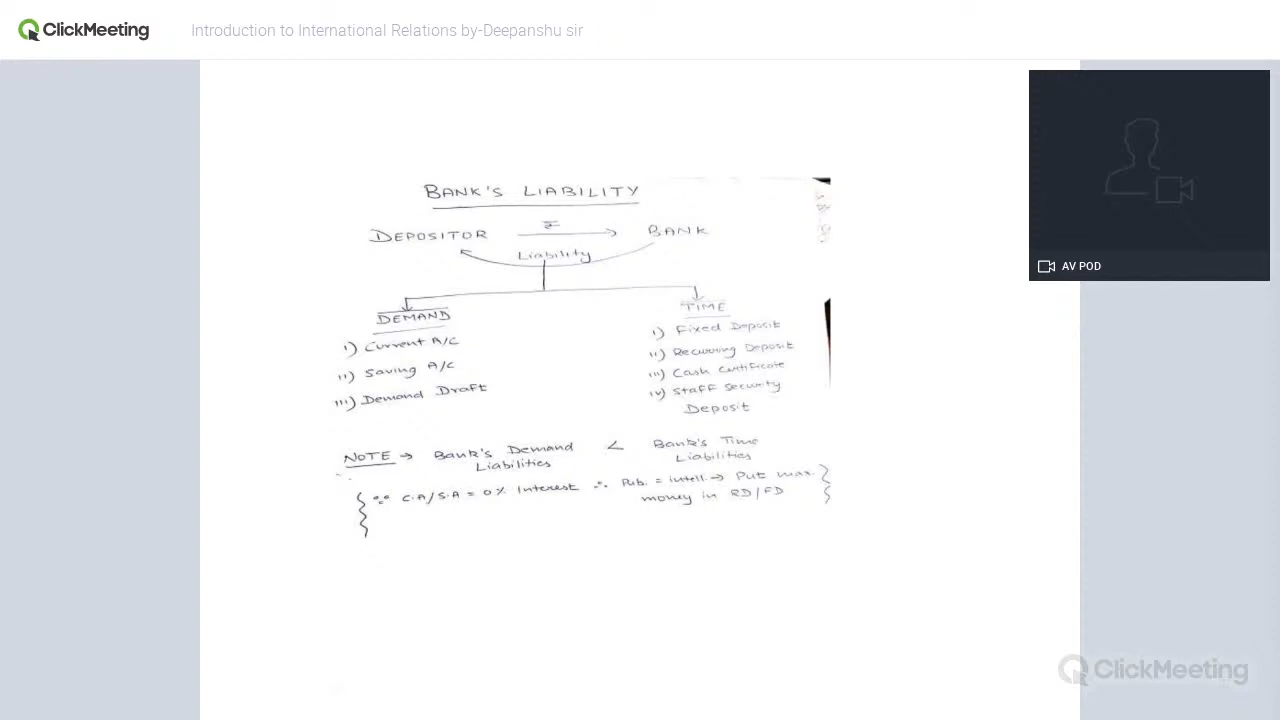 ClickMeeting
Introduction to International Relations by-Deepanshu sir
AV POD
BANK'S LIABILITY
DEPOSITOR ₹ BANK
Liability
DEMAND
i) Current A/C
ii) Saving A/C
iii) Demand Draft
TIME
i) Fixed Deposit
ii) Recurring Deposit
iii) Cash Certificate
iv) Staff Security
Deposit
NOTE → Bank's Demand < Bank's Time
Liabilities Liabilities
∵ C.A/S.A = 0% Interest ∴ Pub. = intell. → Put max.
money in RD/FD
ClickMeeting